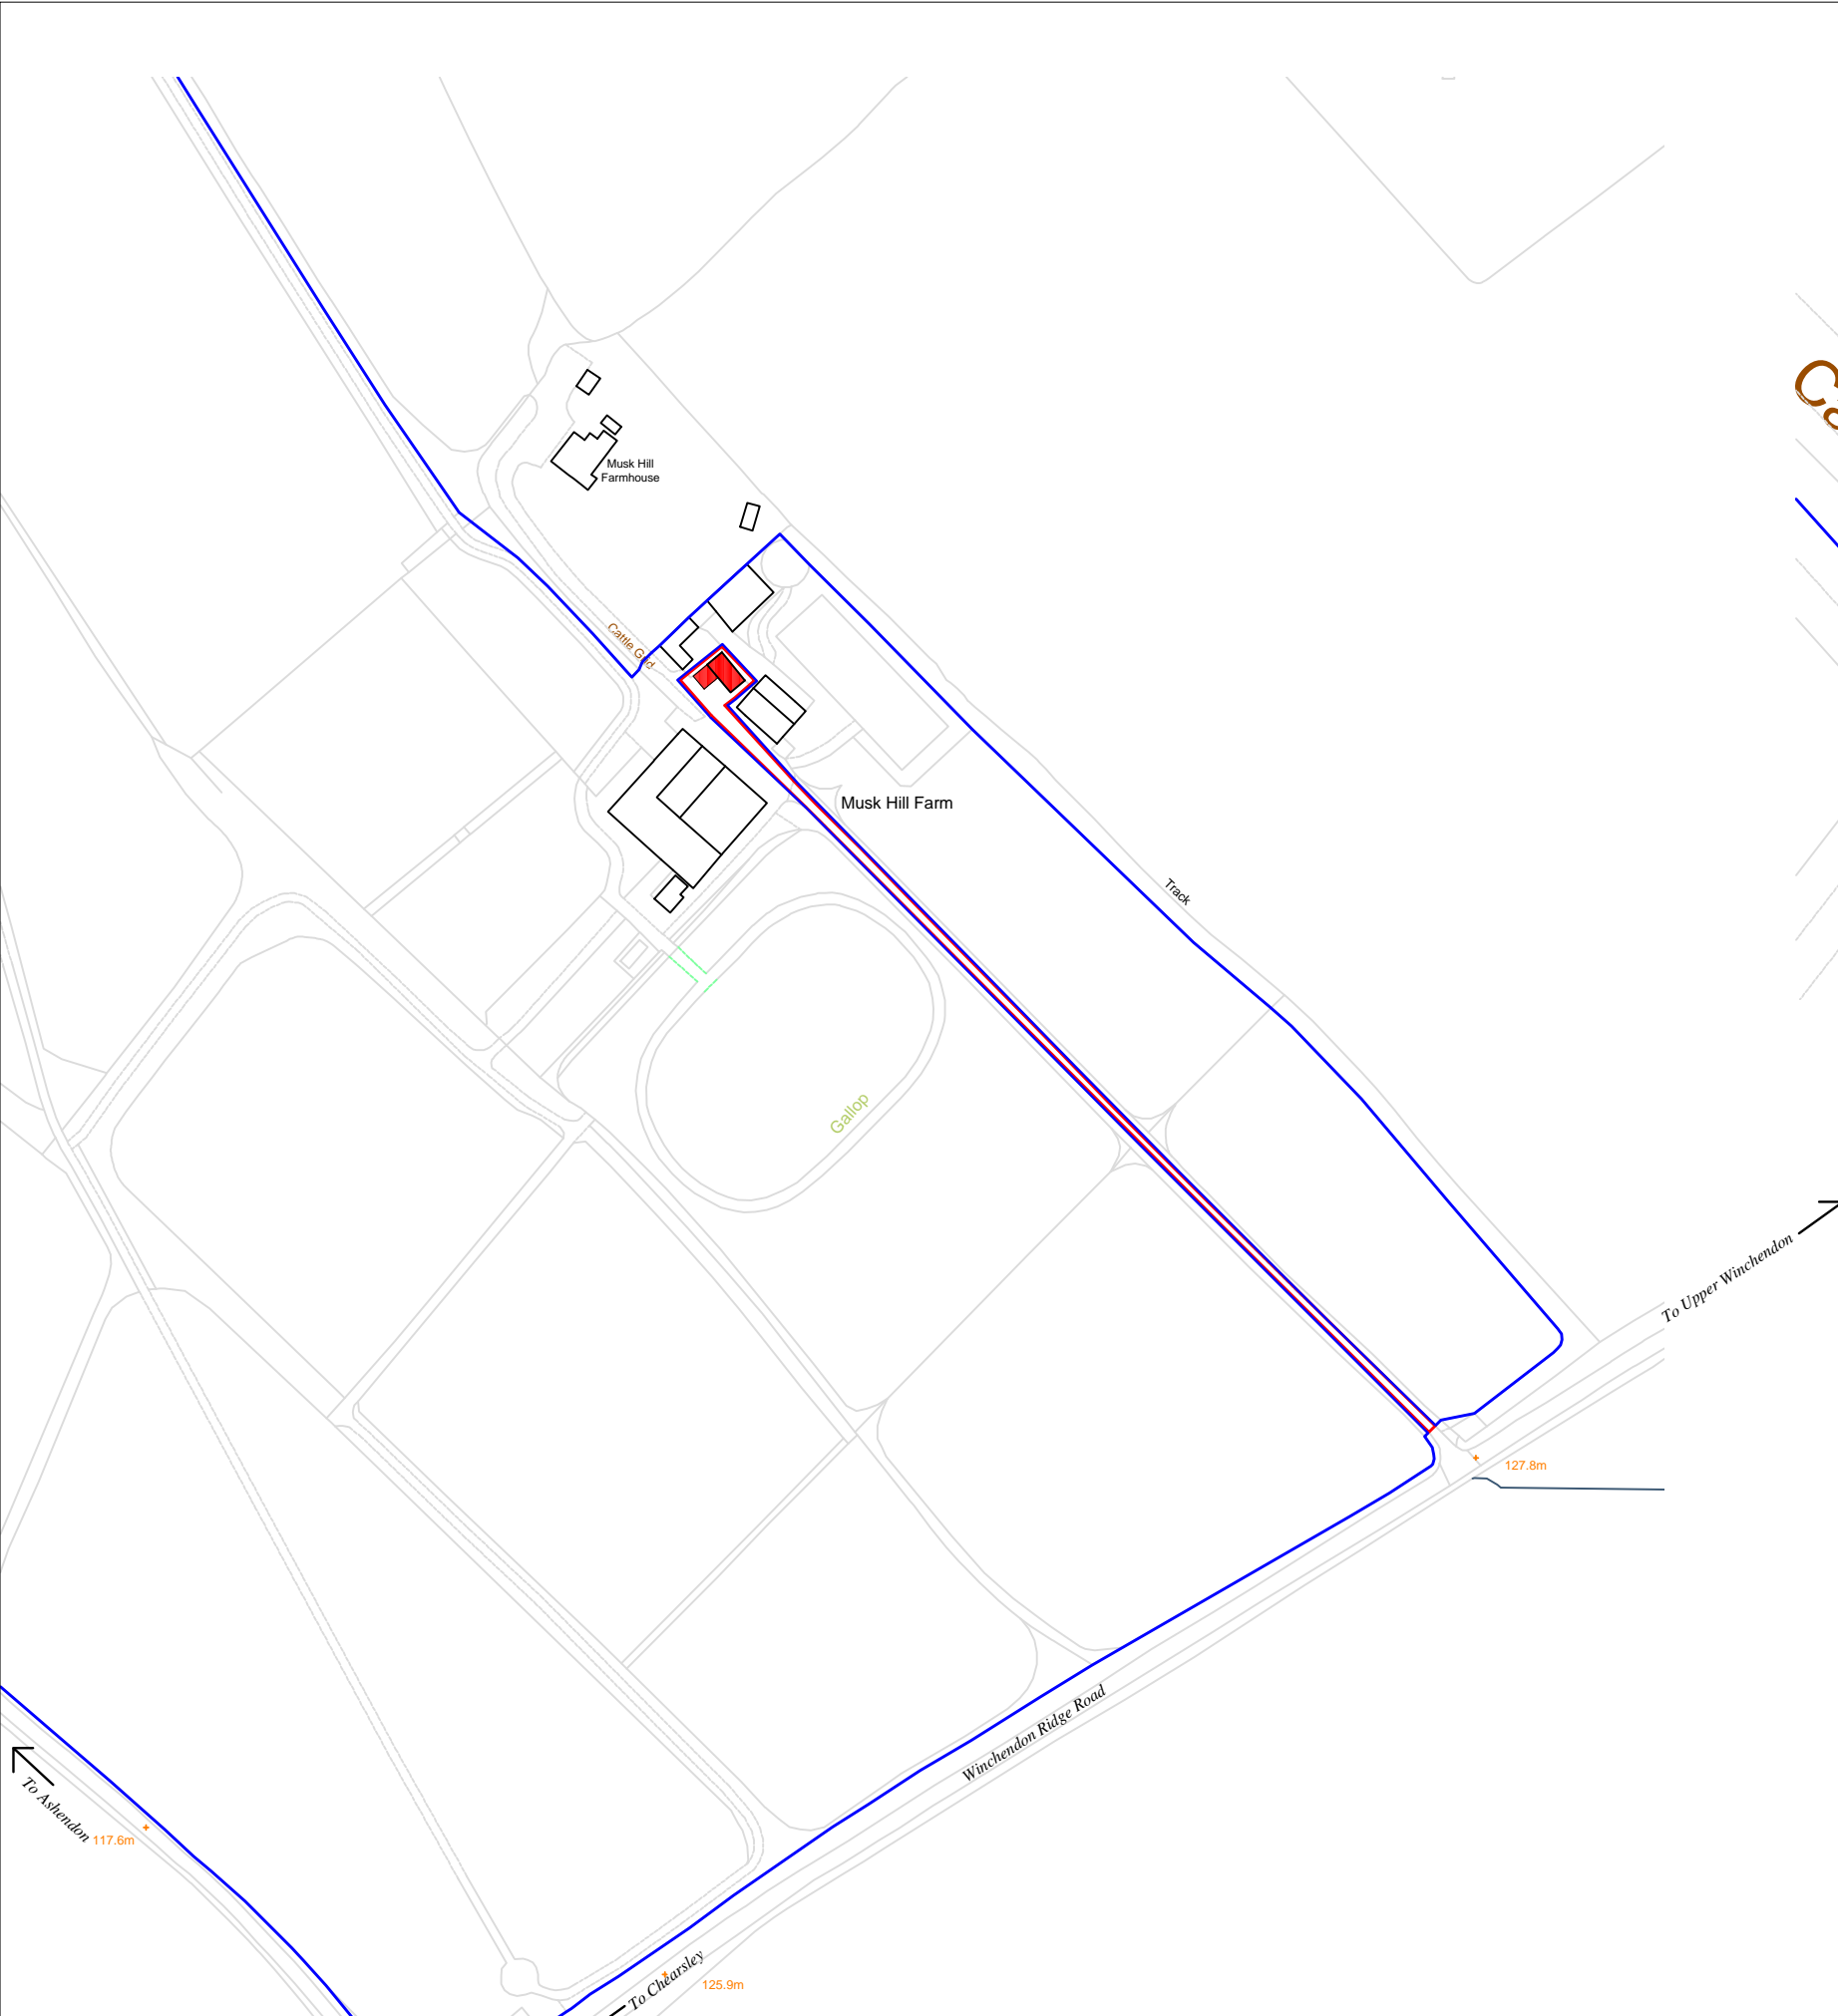 Musk Hill
Farmhouse
Cattle Grid
Musk Hill Farm
Track
Gallop
To Upper Winchendon
127.8m
Winchendon Ridge Road
To Ashendon
117.6m
To Chearsley
125.9m